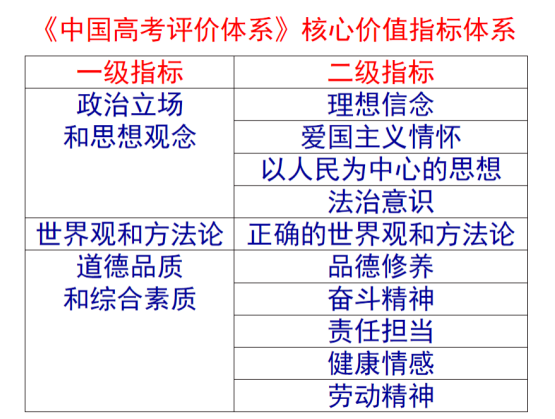 《中国高考评价体系》核心价值指标体系
一级指标 二级指标
政治立场 理想信念
和思想观念 爱国主义情怀
以人民为中心的思想
法治意识
世界观和方法论 正确的世界观和方法论
道德品质 品德修养
和综合素质 奋斗精神
责任担当
健康情感
劳动精神